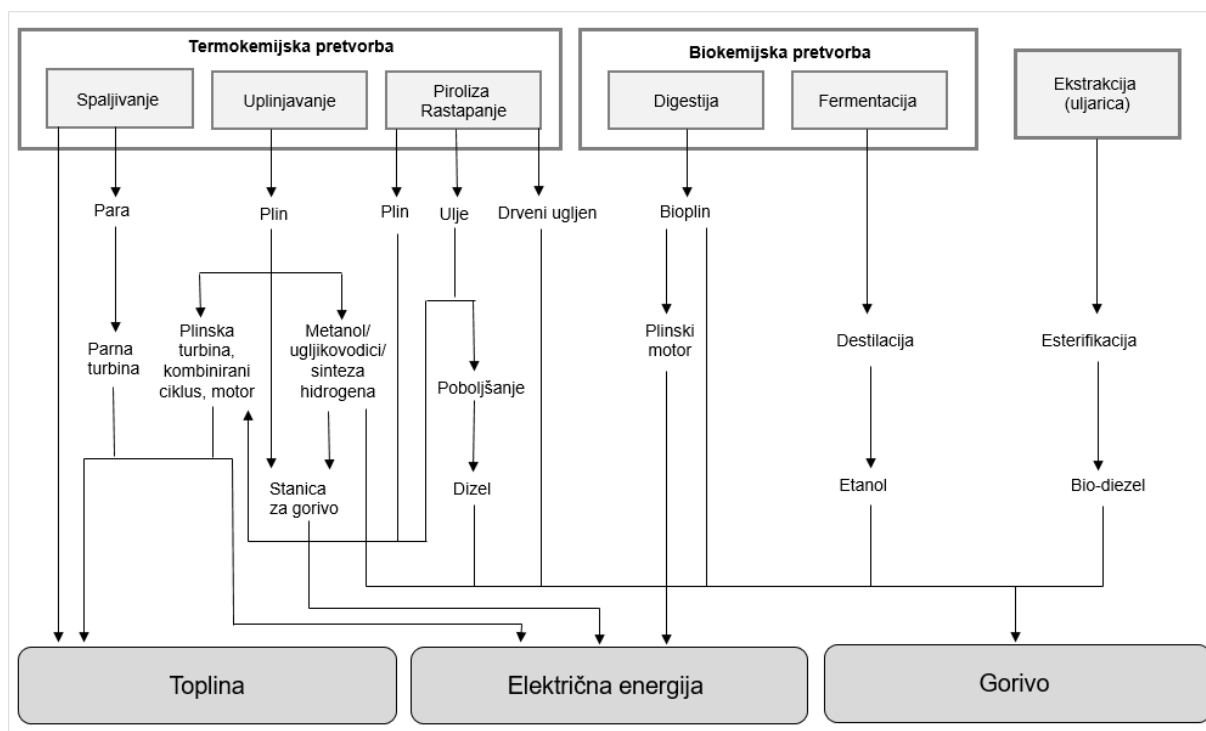 Termokemijska pretvorba
Biokemijska pretvorba
Spaljivanje
Uplinjavanje
Piroliza
Rastapanje
Digestija
Fermentacija
Ekstrakcija
(uljarica)
Para
Plin
Plin
Ulje
Drveni ugljen
Bioplin
Parna
turbina
Plinska
turbina,
kombinirani
ciklus, motor
Metanol/
ugljikovodici/
sinteza
hidrogena
Poboljšanje
Plinski
motor
Destilacija
Esterifikacija
Stanica
za gorivo
Dizel
Etanol
Bio-diezel
Toplina
Električna energija
Gorivo